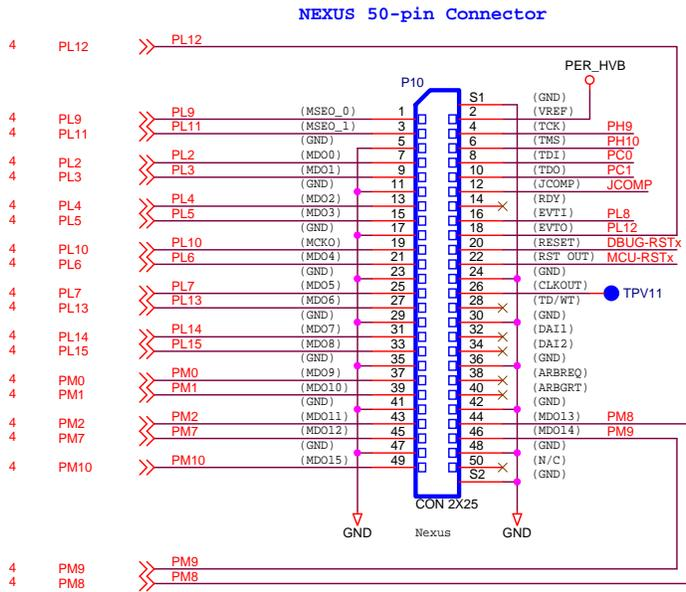 NEXUS 50-pin Connector
4 PL12 PL12
PER_HVB
P10
S1 (GND)
4 PL9 PL9 (MSEO_0) 1 2 (VREF)
4 PL11 PL11 (MSEO_1) 3 4 (TCK) PH9
(GND) 5 6 (TMS) PH10
4 PL2 PL2 (MDO0) 7 8 (TDI) PC0
4 PL3 PL3 (MDO1) 9 10 (TDO) PC1
(GND) 11 12 (JCOMP) JCOMP
4 PL4 PL4 (MDO2) 13 14 (RDY)
4 PL5 PL5 (MDO3) 15 16 (EVTI) PL8
(GND) 17 18 (EVTO) PL12
4 PL10 PL10 (MCKO) 19 20 (RESET) DBUG-RSTx
4 PL6 PL6 (MDO4) 21 22 (RST OUT) MCU-RSTx
(GND) 23 24 (GND)
4 PL7 PL7 (MDO5) 25 26 (CLKOUT) TPV11
4 PL13 PL13 (MDO6) 27 28 (TD/WT)
(GND) 29 30 (GND)
4 PL14 PL14 (MDO7) 31 32 (DAI1)
4 PL15 PL15 (MDO8) 33 34 (DAI2)
(GND) 35 36 (GND)
4 PM0 PM0 (MDO9) 37 38 (ARBREQ)
4 PM1 PM1 (MDO10) 39 40 (ARBGRT)
(GND) 41 42 (GND)
4 PM2 PM2 (MDO11) 43 44 (MDO13) PM8
4 PM7 PM7 (MDO12) 45 46 (MDO14) PM9
(GND) 47 48 (GND)
4 PM10 PM10 (MDO15) 49 50 (N/C)
S2 (GND)
CON 2X25
GND Nexus GND
4 PM9 PM9
4 PM8 PM8